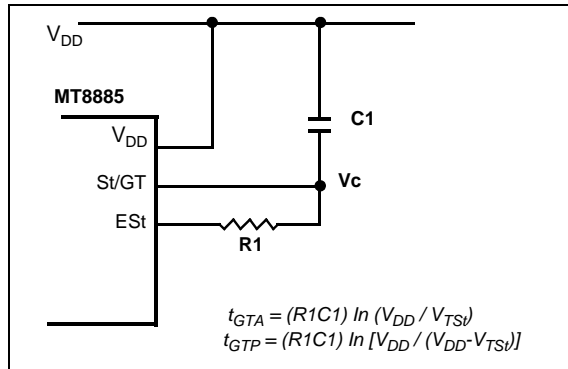 VDD
MT8885
C1
VDD
St/GT
Vc
ESt
R1
tGTA = (R1C1) In (VDD / VTSt)
tGTP = (R1C1) In [VDD / (VDD-VTSt)]